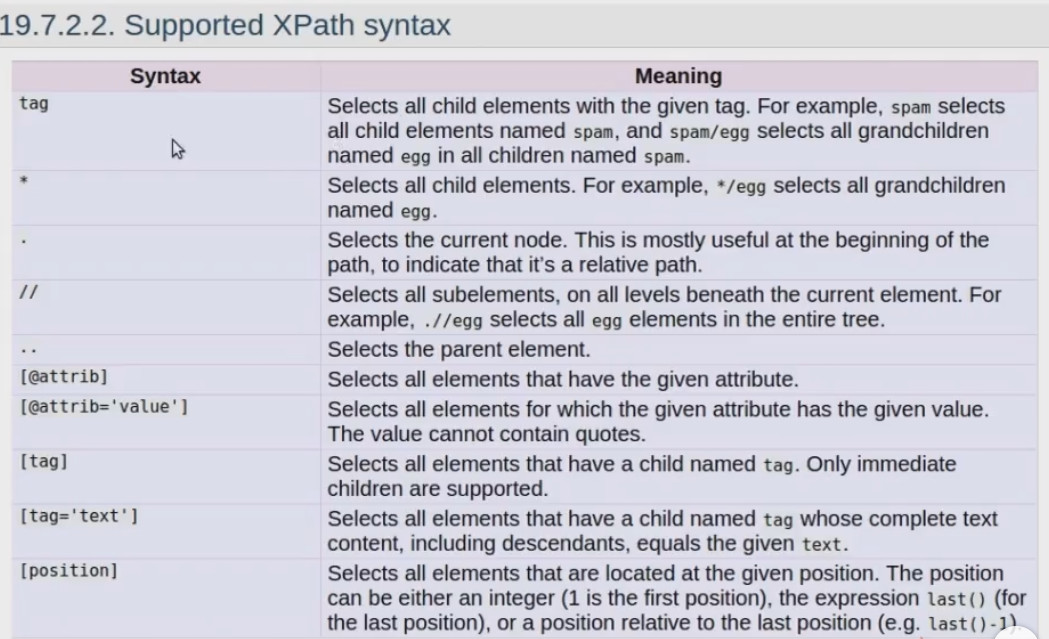 19.7.2.2. Supported XPath syntax
Syntax Meaning
tag Selects all child elements with the given tag. For example, spam selects
all child elements named spam, and spam/egg selects all grandchildren
named egg in all children named spam.
* Selects all child elements. For example, */egg selects all grandchildren
named egg.
. Selects the current node. This is mostly useful at the beginning of the
path, to indicate that it's a relative path.
// Selects all subelements, on all levels beneath the current element. For
example, .//egg selects all egg elements in the entire tree.
.. Selects the parent element.
[@attrib] Selects all elements that have the given attribute.
[@attrib='value'] Selects all elements for which the given attribute has the given value.
The value cannot contain quotes.
[tag] Selects all elements that have a child named tag. Only immediate
children are supported.
[tag='text'] Selects all elements that have a child named tag whose complete text
content, including descendants, equals the given text.
[position] Selects all elements that are located at the given position. The position
can be either an integer (1 is the first position), the expression last() (for
the last position), or a position relative to the last position (e.g. last()-1).